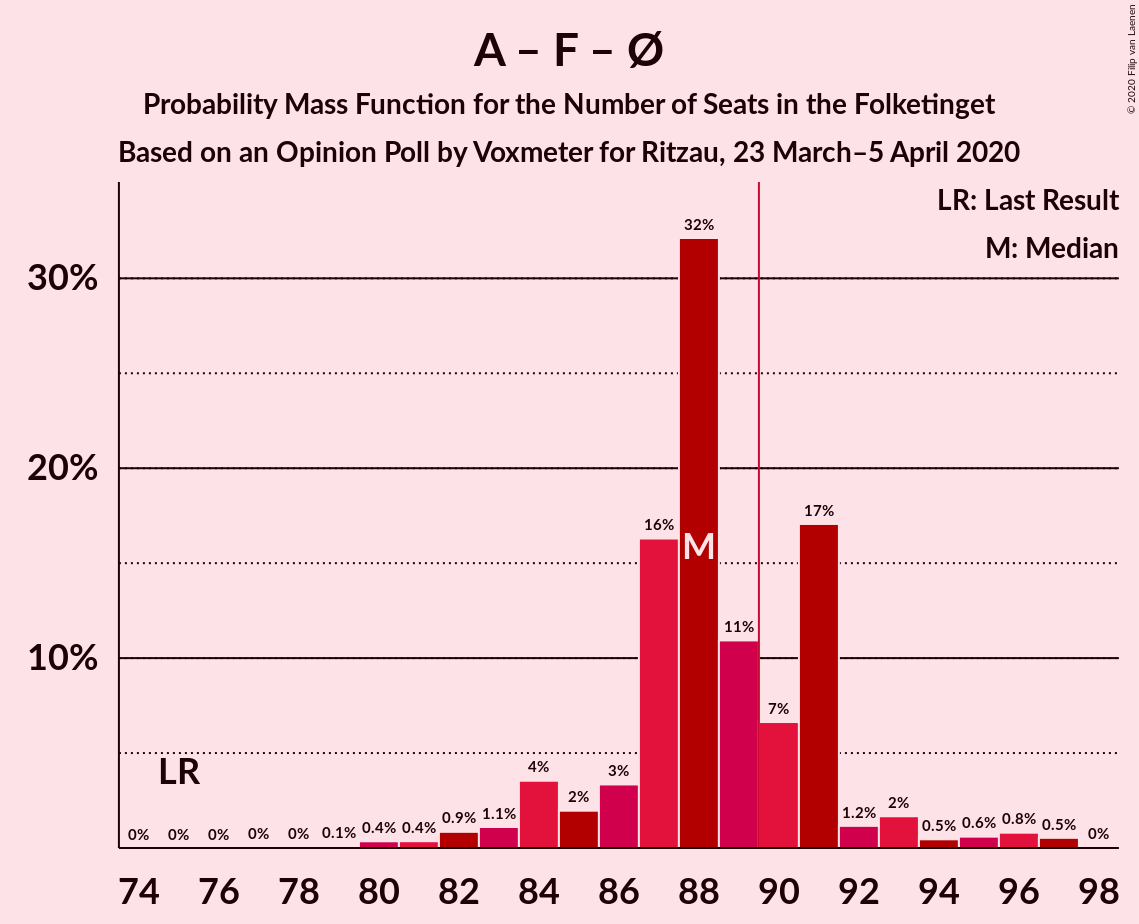 A – F – Ø
Probability Mass Function for the Number of Seats in the Folketinget
Based on an Opinion Poll by Voxmeter for Ritzau, 23 March–5 April 2020
© 2020 Filip van Laenen
LR: Last Result
M: Median
30%
20%
10%
LR
M
0% 0% 0% 0% 0% 0.1% 0.4% 0.4% 0.9% 1.1% 4% 2% 3% 16% 32% 11% 7% 17% 1.2% 2% 0.5% 0.6% 0.8% 0.5% 0%
74 76 78 80 82 84 86 88 90 92 94 96 98